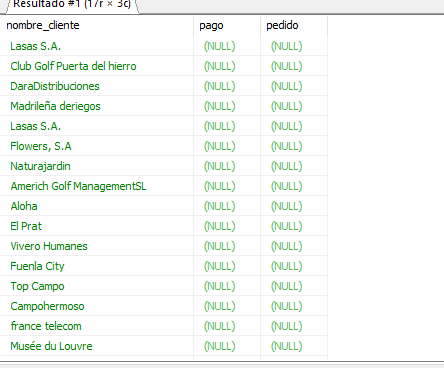 Resultado #1 (17r × 3c)
nombre_cliente pago pedido
Lasas S.A. (NULL) (NULL)
Club Golf Puerta del hierro (NULL) (NULL)
DaraDistribuciones (NULL) (NULL)
Madrileña deriegos (NULL) (NULL)
Lasas S.A. (NULL) (NULL)
Flowers, S.A (NULL) (NULL)
Naturajardin (NULL) (NULL)
Americh Golf ManagementSL (NULL) (NULL)
Aloha (NULL) (NULL)
El Prat (NULL) (NULL)
Vivero Humanes (NULL) (NULL)
Fuenla City (NULL) (NULL)
Top Campo (NULL) (NULL)
Campohermoso (NULL) (NULL)
france telecom (NULL) (NULL)
Musée du Louvre (NULL) (NULL)